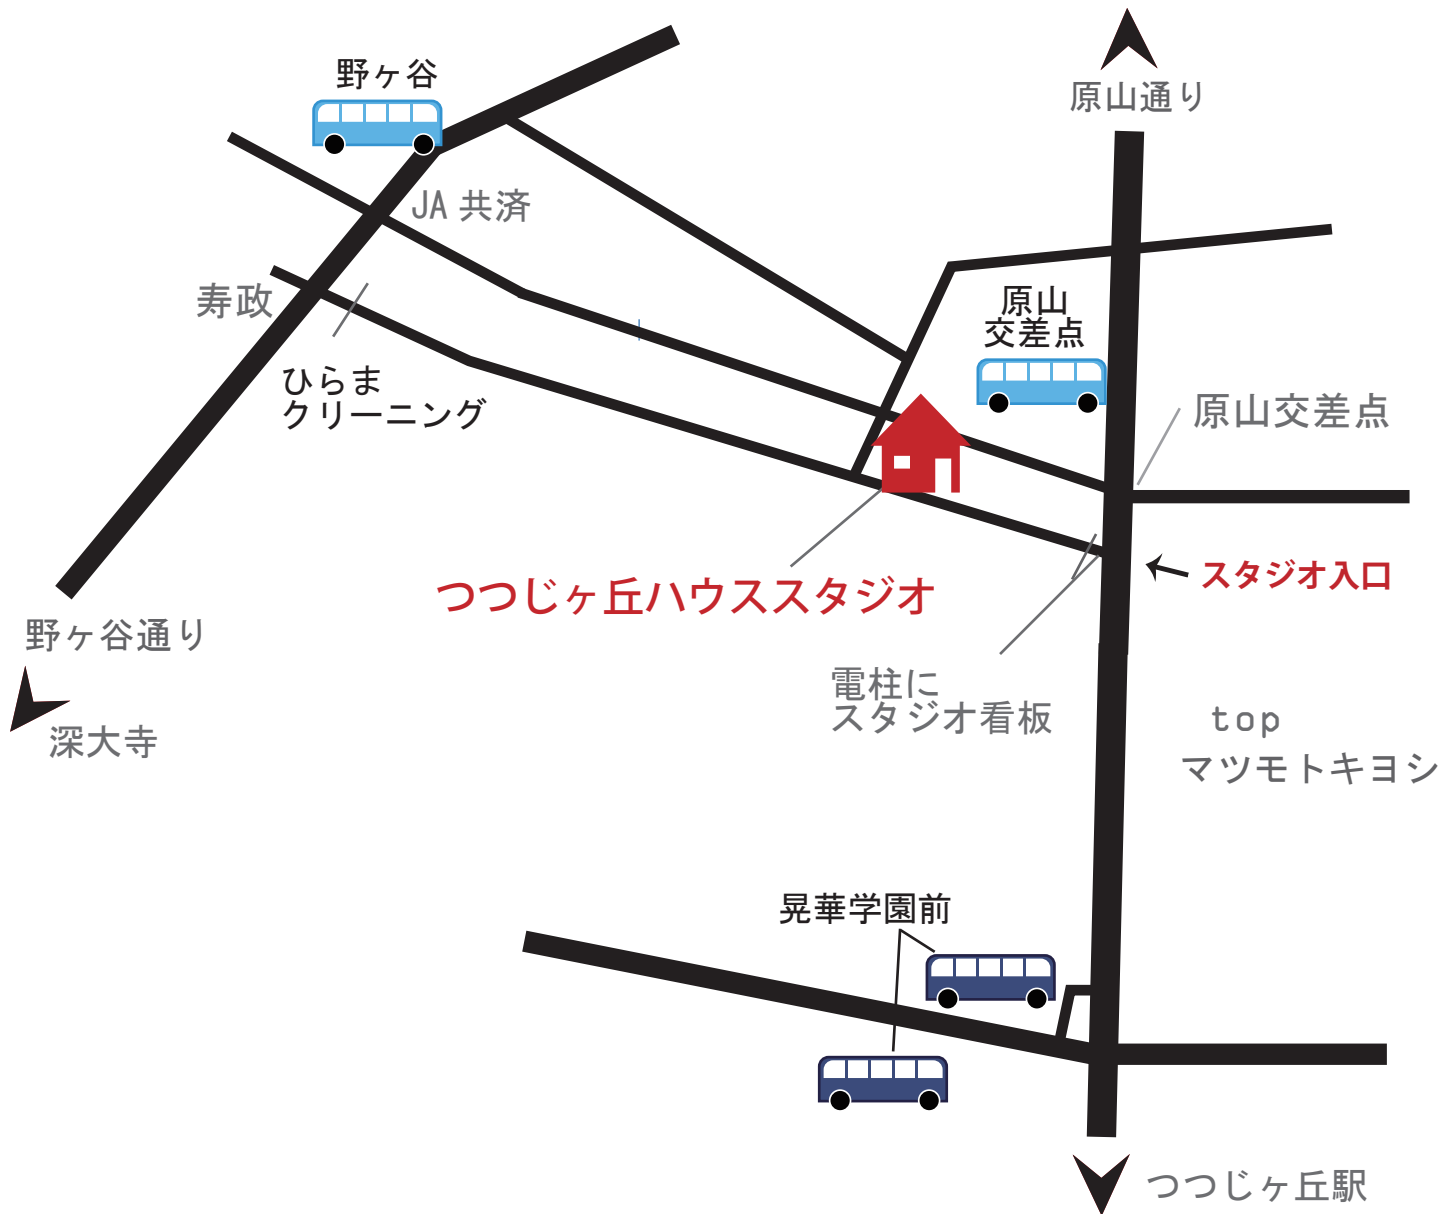 野ヶ谷
原山通り
JA 共済
寿政
原山
交差点
ひらま
クリーニング
原山交差点
スタジオ入口
つつじヶ丘ハウススタジオ
野ヶ谷通り
電柱に
スタジオ看板
深大寺
top
マツモトキヨシ
晃華学園前
つつじヶ丘駅